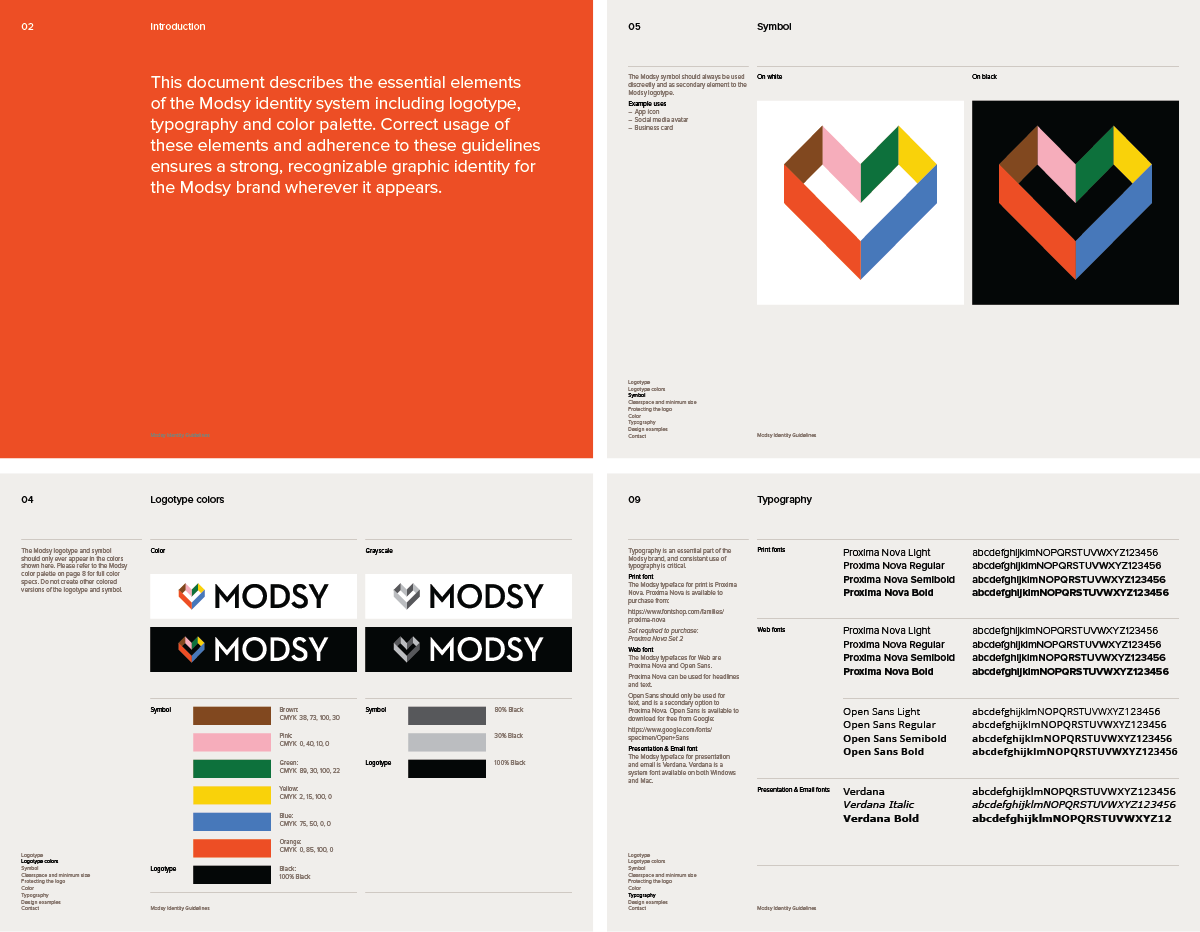 02
Introduction
This document describes the essential elements
of the Modsy identity system including logotype,
typography and color palette. Correct usage of
these elements and adherence to these guidelines
ensures a strong, recognizable graphic identity for
the Modsy brand wherever it appears.
Modsy Identity Guidelines
05
Symbol
The Modsy symbol should always be used
discreetly and as secondary element to the
Modsy logotype.
Example uses
– App icon
– Social media avatar
– Business card
On white
On black
Logotype
Logotype colors
Symbol
Clearspace and minimum size
Protecting the logo
Color
Typography
Design examples
Contact
Modsy Identity Guidelines
04
Logotype colors
The Modsy logotype and symbol
should only ever appear in the colors
shown here. Please refer to the Modsy
color palette on page 8 for full color
specs. Do not create other colored
versions of the logotype and symbol.
Color
Grayscale
MODSY
MODSY
MODSY
MODSY
Symbol
Brown:
CMYK 38, 73, 100, 30
Pink:
CMYK 0, 40, 10, 0
Green:
CMYK 89, 30, 100, 22
Yellow:
CMYK 2, 15, 100, 0
Blue:
CMYK 75, 50, 0, 0
Orange:
CMYK 0, 85, 100, 0
Logotype
Black:
100% Black
Symbol
80% Black
30% Black
Logotype
100% Black
Logotype
Logotype colors
Symbol
Clearspace and minimum size
Protecting the logo
Color
Typography
Design examples
Contact
Modsy Identity Guidelines
09
Typography
Typography is an essential part of the
Modsy brand, and consistent use of
typography is critical.
Print font
The Modsy typeface for print is Proxima
Nova. Proxima Nova is available to
purchase from:
https://www.fontshop.com/families/
proxima-nova
Set required to purchase:
Proxima Nova Set 2
Web font
The Modsy typefaces for Web are
Proxima Nova and Open Sans.
Proxima Nova can be used for headlines
and text.
Open Sans should only be used for
text, and is a secondary option to
Proxima Nova. Open Sans is available to
download for free from Google:
https://www.google.com/fonts/
specimen/Open+Sans
Presentation & Email font
The Modsy typeface for presentation
and email is Verdana. Verdana is a
system font available on both Windows
and Mac.
Print fonts
Proxima Nova Light abcdefghijklmNOPQRSTUVWXYZ123456
Proxima Nova Regular abcdefghijklmNOPQRSTUVWXYZ123456
Proxima Nova Semibold abcdefghijklmNOPQRSTUVWXYZ123456
Proxima Nova Bold abcdefghijklmNOPQRSTUVWXYZ123456
Web fonts
Proxima Nova Light abcdefghijklmNOPQRSTUVWXYZ123456
Proxima Nova Regular abcdefghijklmNOPQRSTUVWXYZ123456
Proxima Nova Semibold abcdefghijklmNOPQRSTUVWXYZ123456
Proxima Nova Bold abcdefghijklmNOPQRSTUVWXYZ123456
Open Sans Light abcdefghijklmNOPQRSTUVWXYZ123456
Open Sans Regular abcdefghijklmNOPQRSTUVWXYZ123456
Open Sans Semibold abcdefghijklmNOPQRSTUVWXYZ123456
Open Sans Bold abcdefghijklmNOPQRSTUVWXYZ123456
Presentation & Email fonts
Verdana abcdefghijklmNOPQRSTUVWXYZ123456
Verdana Italic abcdefghijklmNOPQRSTUVWXYZ123456
Verdana Bold abcdefghijklmNOPQRSTUVWXYZ12
Logotype
Logotype colors
Symbol
Clearspace and minimum size
Protecting the logo
Color
Typography
Design examples
Contact
Modsy Identity Guidelines